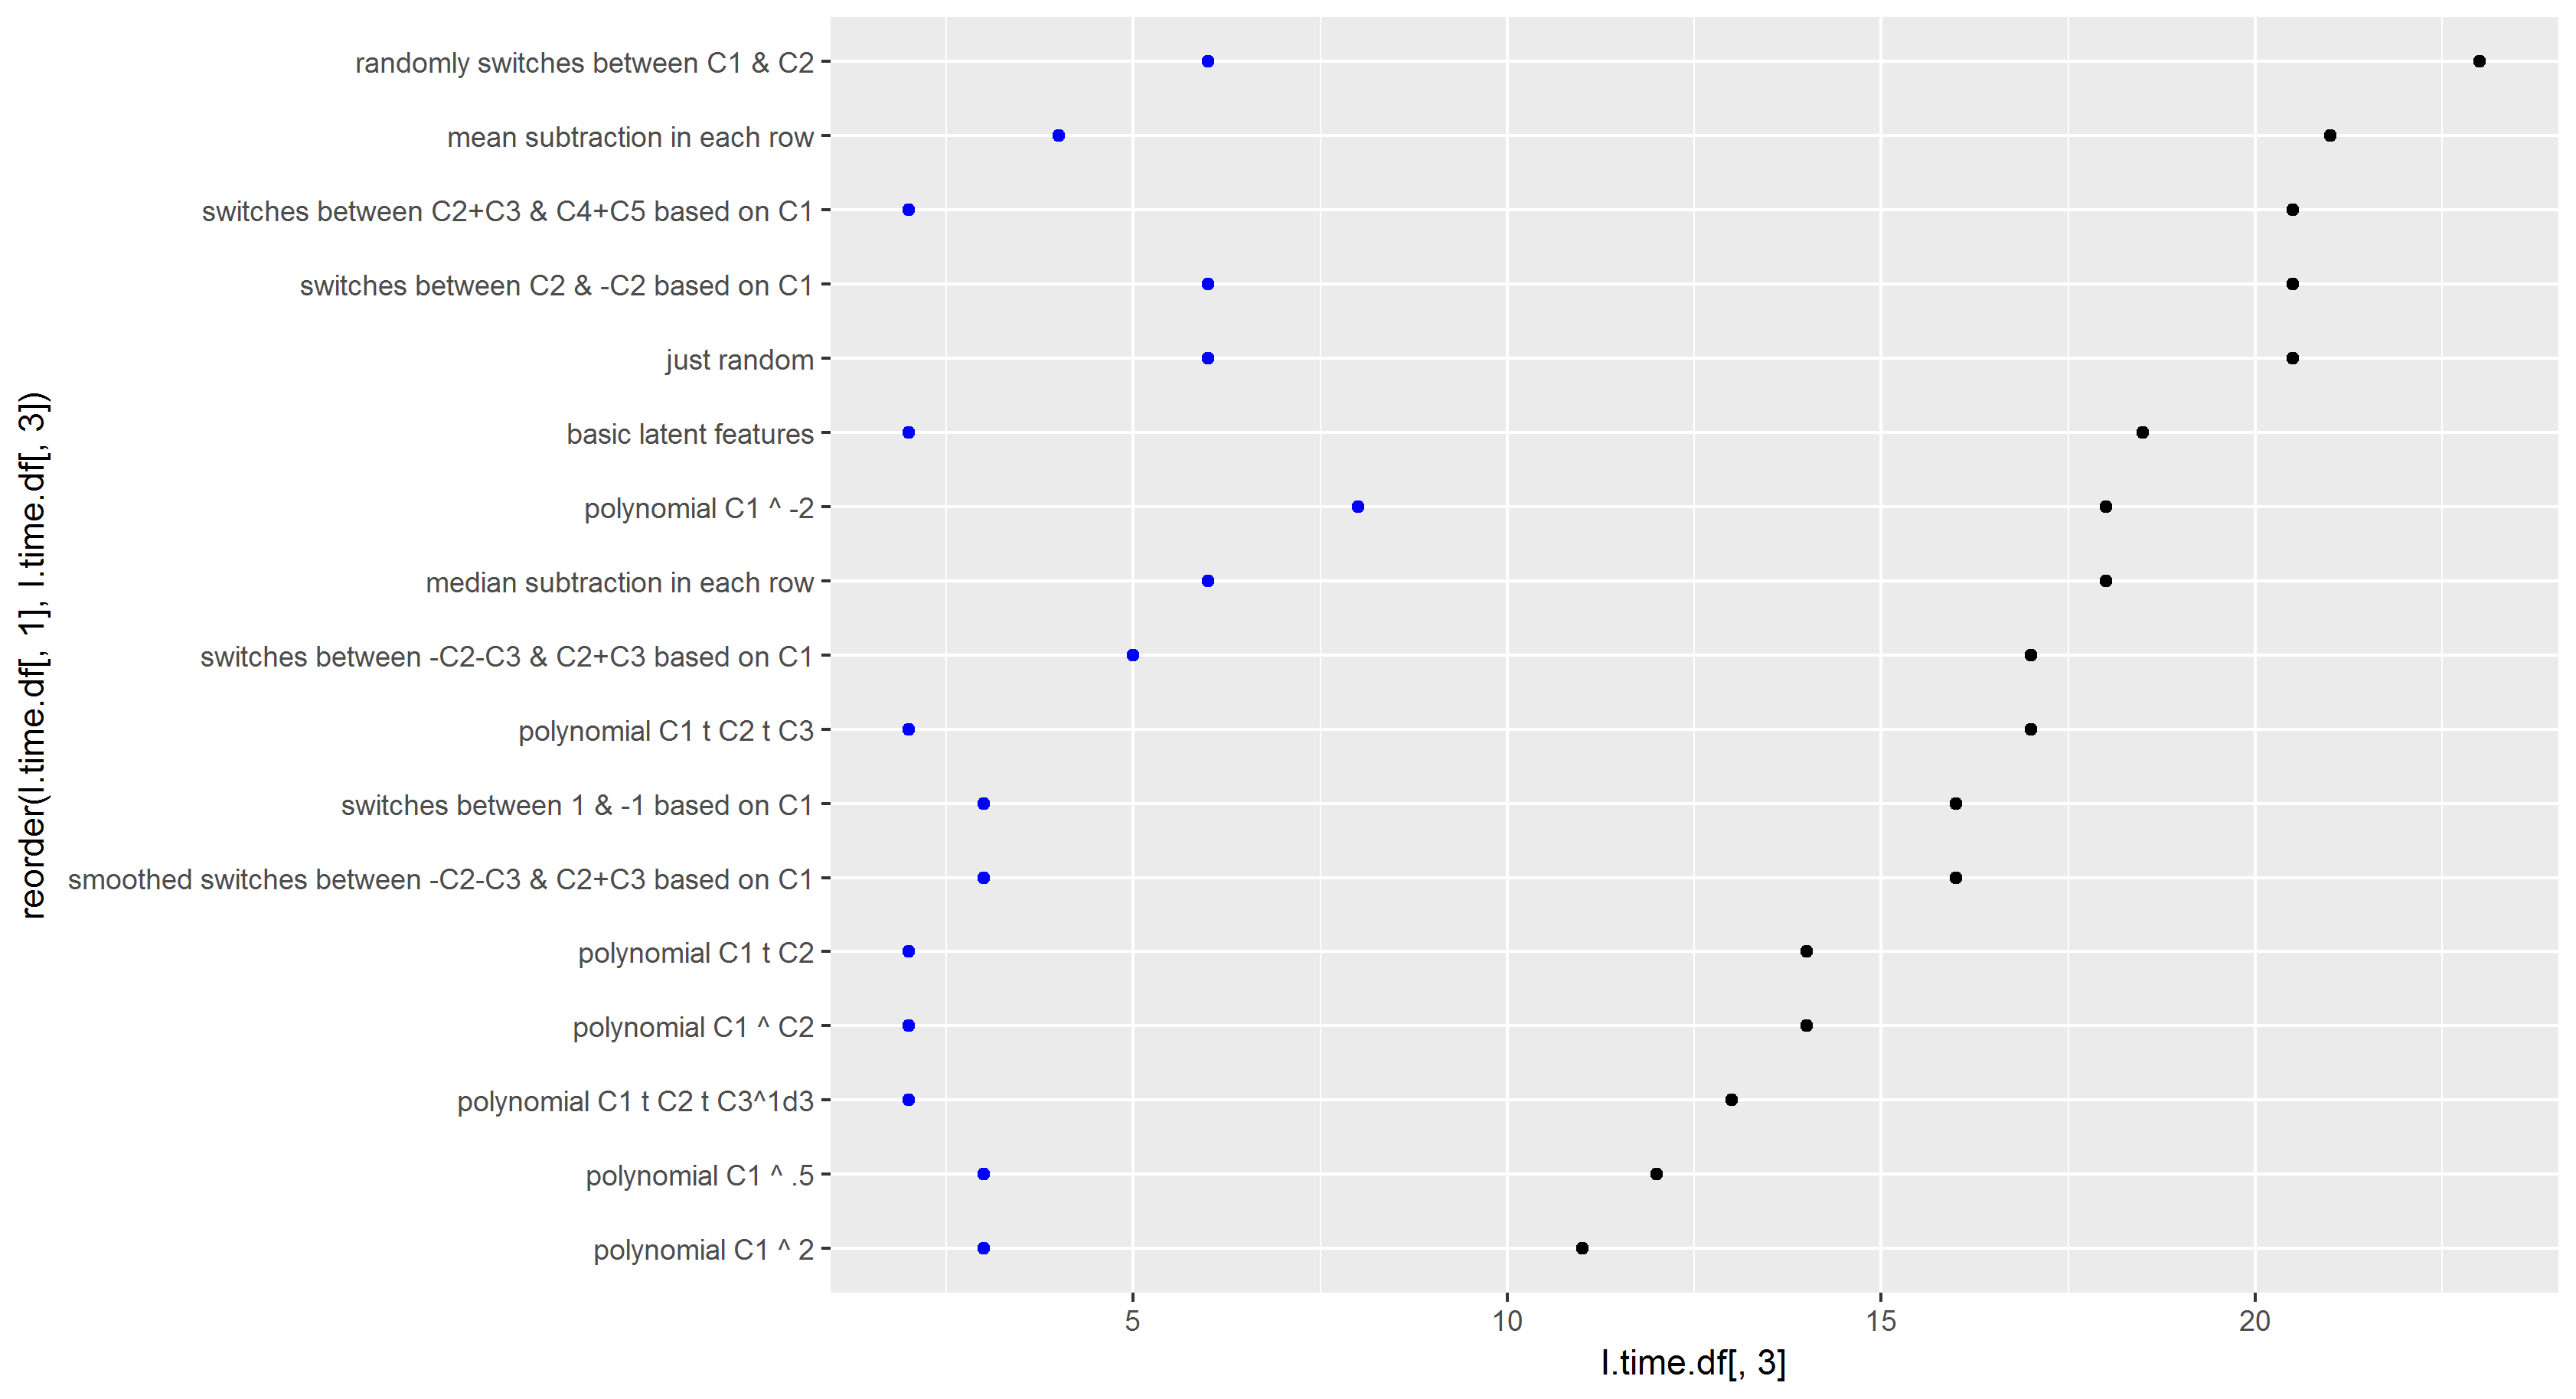 randomly switches between C1 & C2
mean subtraction in each row
switches between C2+C3 & C4+C5 based on C1
switches between C2 & -C2 based on C1
just random
basic latent features
polynomial C1 ^ -2
median subtraction in each row
switches between -C2-C3 & C2+C3 based on C1
polynomial C1 t C2 t C3
switches between 1 & -1 based on C1
smoothed switches between -C2-C3 & C2+C3 based on C1
polynomial C1 t C2
polynomial C1 ^ C2
polynomial C1 t C2 t C3^1d3
polynomial C1 ^ .5
polynomial C1 ^ 2
reorder(l.time.df[, 1], l.time.df[, 3])
5 10 15 20
l.time.df[, 3]